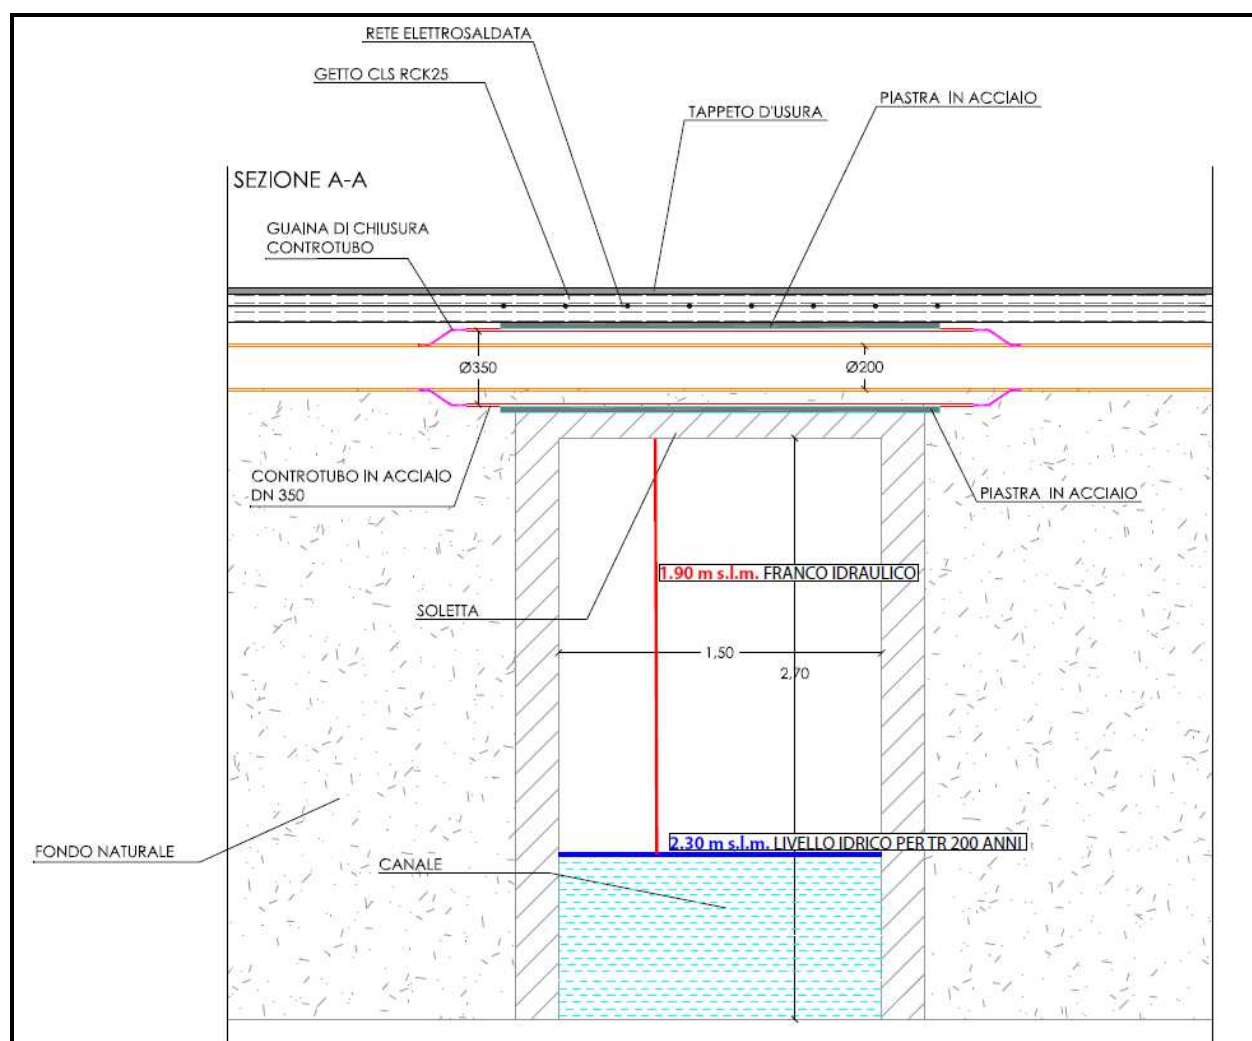 RETE ELETTROSALDATA
GETTO CLS RCK25
PIASTRA IN ACCIAIO
TAPPETO D'USURA
SEZIONE A-A
GUAINA DI CHIUSURA
CONTROTUBO
Ø350
Ø200
CONTROTUBO IN ACCIAIO
DN 350
PIASTRA IN ACCIAIO
1.90 m s.l.m. FRANCO IDRAULICO
SOLETTA
1,50
2,70
2.30 m s.l.m. LIVELLO IDRICO PER TR 200 ANNI
FONDO NATURALE
CANALE